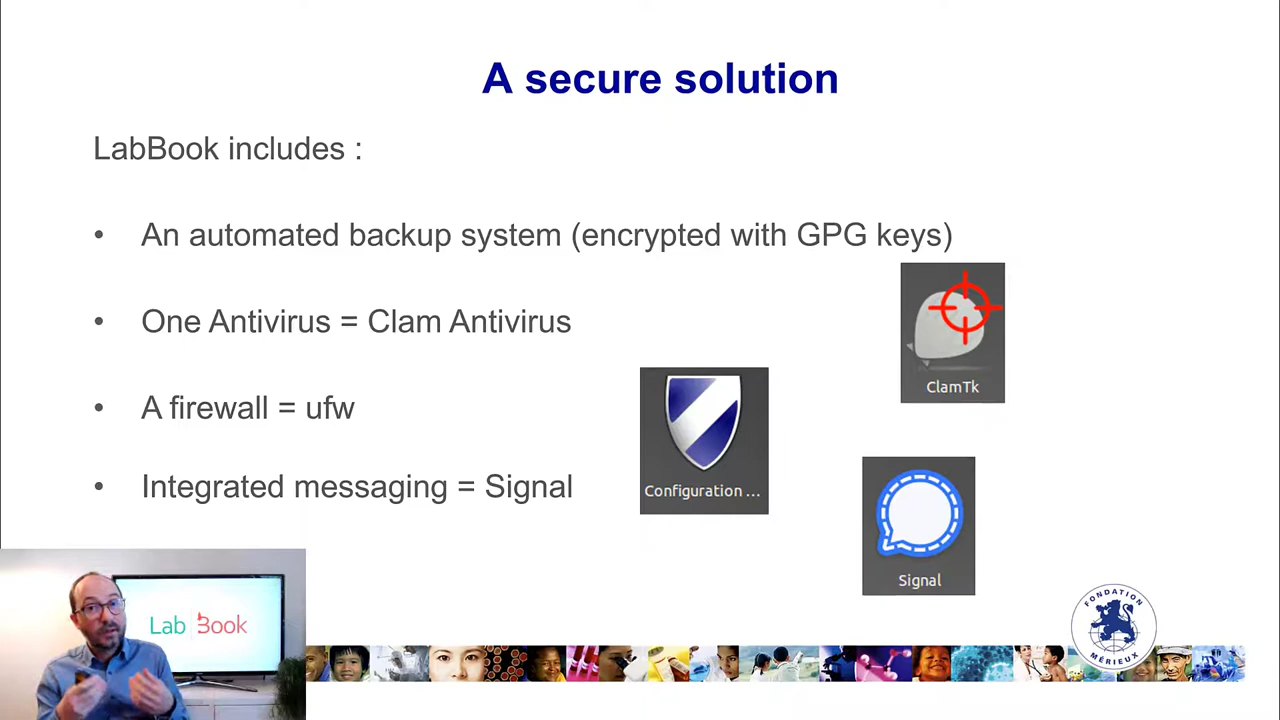 A secure solution
LabBook includes :
• An automated backup system (encrypted with GPG keys)
• One Antivirus = Clam Antivirus
• A firewall = ufw
• Integrated messaging = Signal
ClamTk
Configuration ...
Signal
Lab Book
FONDATION
MÉRIEUX